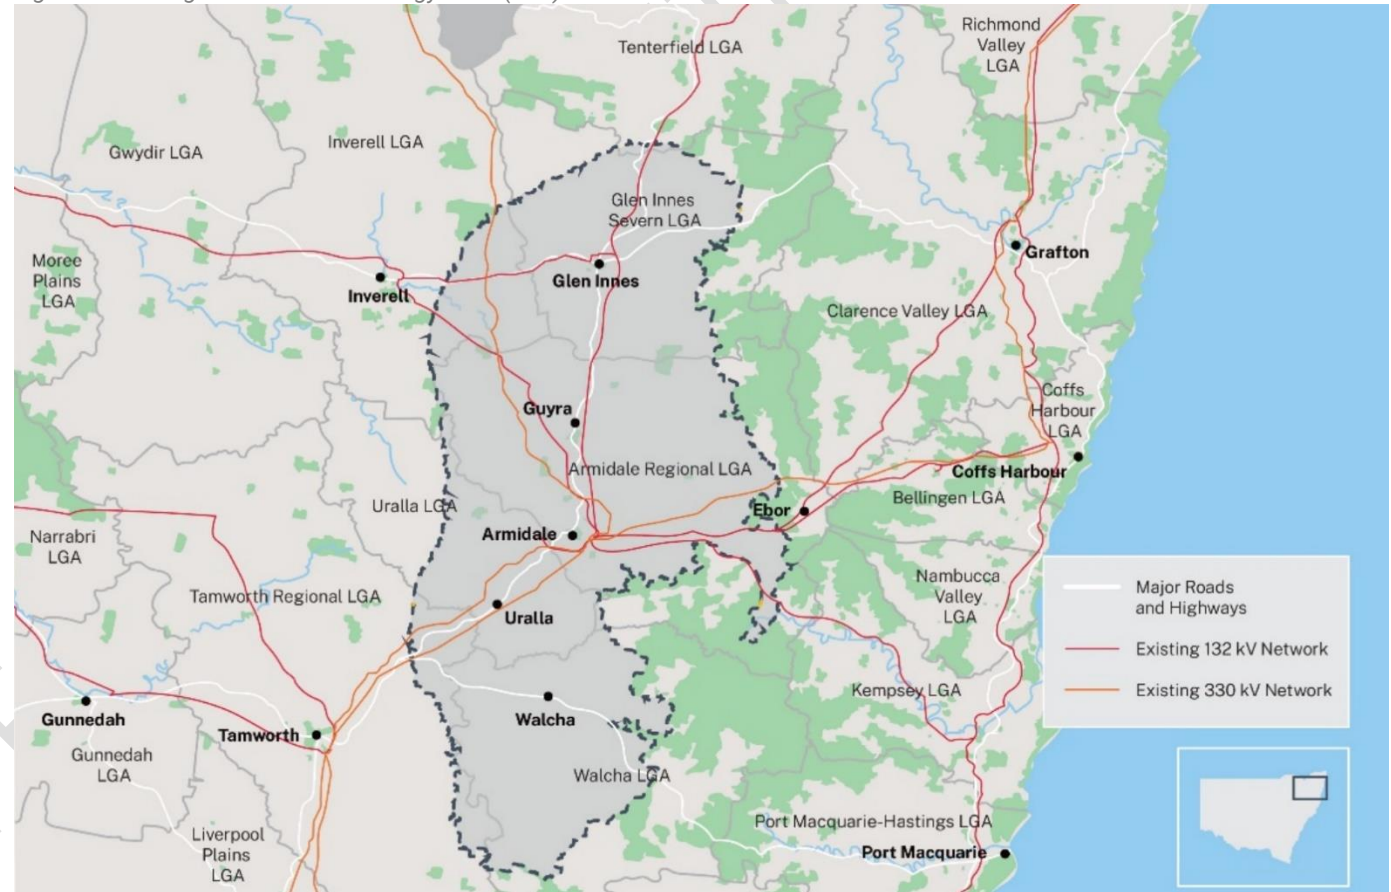 Tenterfield LGA
Richmond
Valley
LGA
Gwydir LGA
Inverell LGA
Glen Innes
Severn LGA
Moree
Plains
LGA
Inverell
Glen Innes
Grafton
Clarence Valley LGA
Guyra
Coffs
Harbour
LGA
Armidale Regional LGA
Coffs Harbour
Bellingen LGA
Uralla LGA
Ebor
Armidale
Narrabri
LGA
Tamworth Regional LGA
Uralla
Nambucca
Valley
LGA
Major Roads
and Highways
Existing 132 kV Network
Existing 330 kV Network
Kempsey LGA
Gunnedah
Walcha
Tamworth
Gunnedah
LGA
Walcha LGA
Liverpool
Plains
LGA
Port Macquarie-Hastings LGA
Port Macquarie